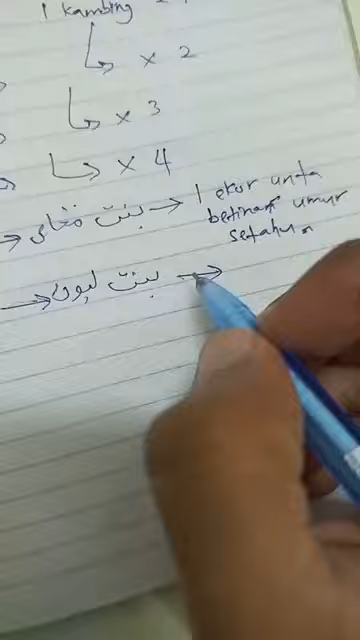 1 kambing
x 2
x 3
x 4
→ بنت مخاض → 1 ekor unta
betina umur
setahun
→ بنت لبون →